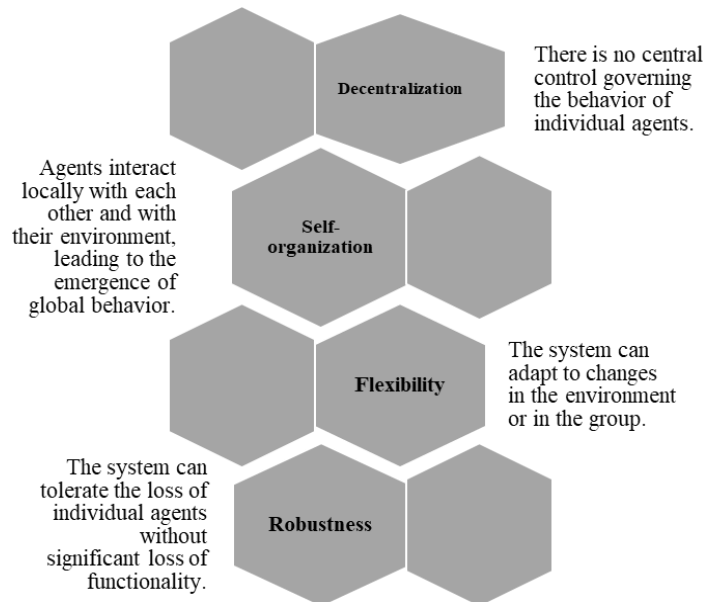 Decentralization
There is no central
control governing
the behavior of
individual agents.
Agents interact
locally with each
other and with
their environment,
leading to the
emergence of
global behavior.
Self-
organization
Flexibility
The system can
adapt to changes
in the environment
or in the group.
The system can
tolerate the loss of
individual agents
without
significant loss of
functionality.
Robustness